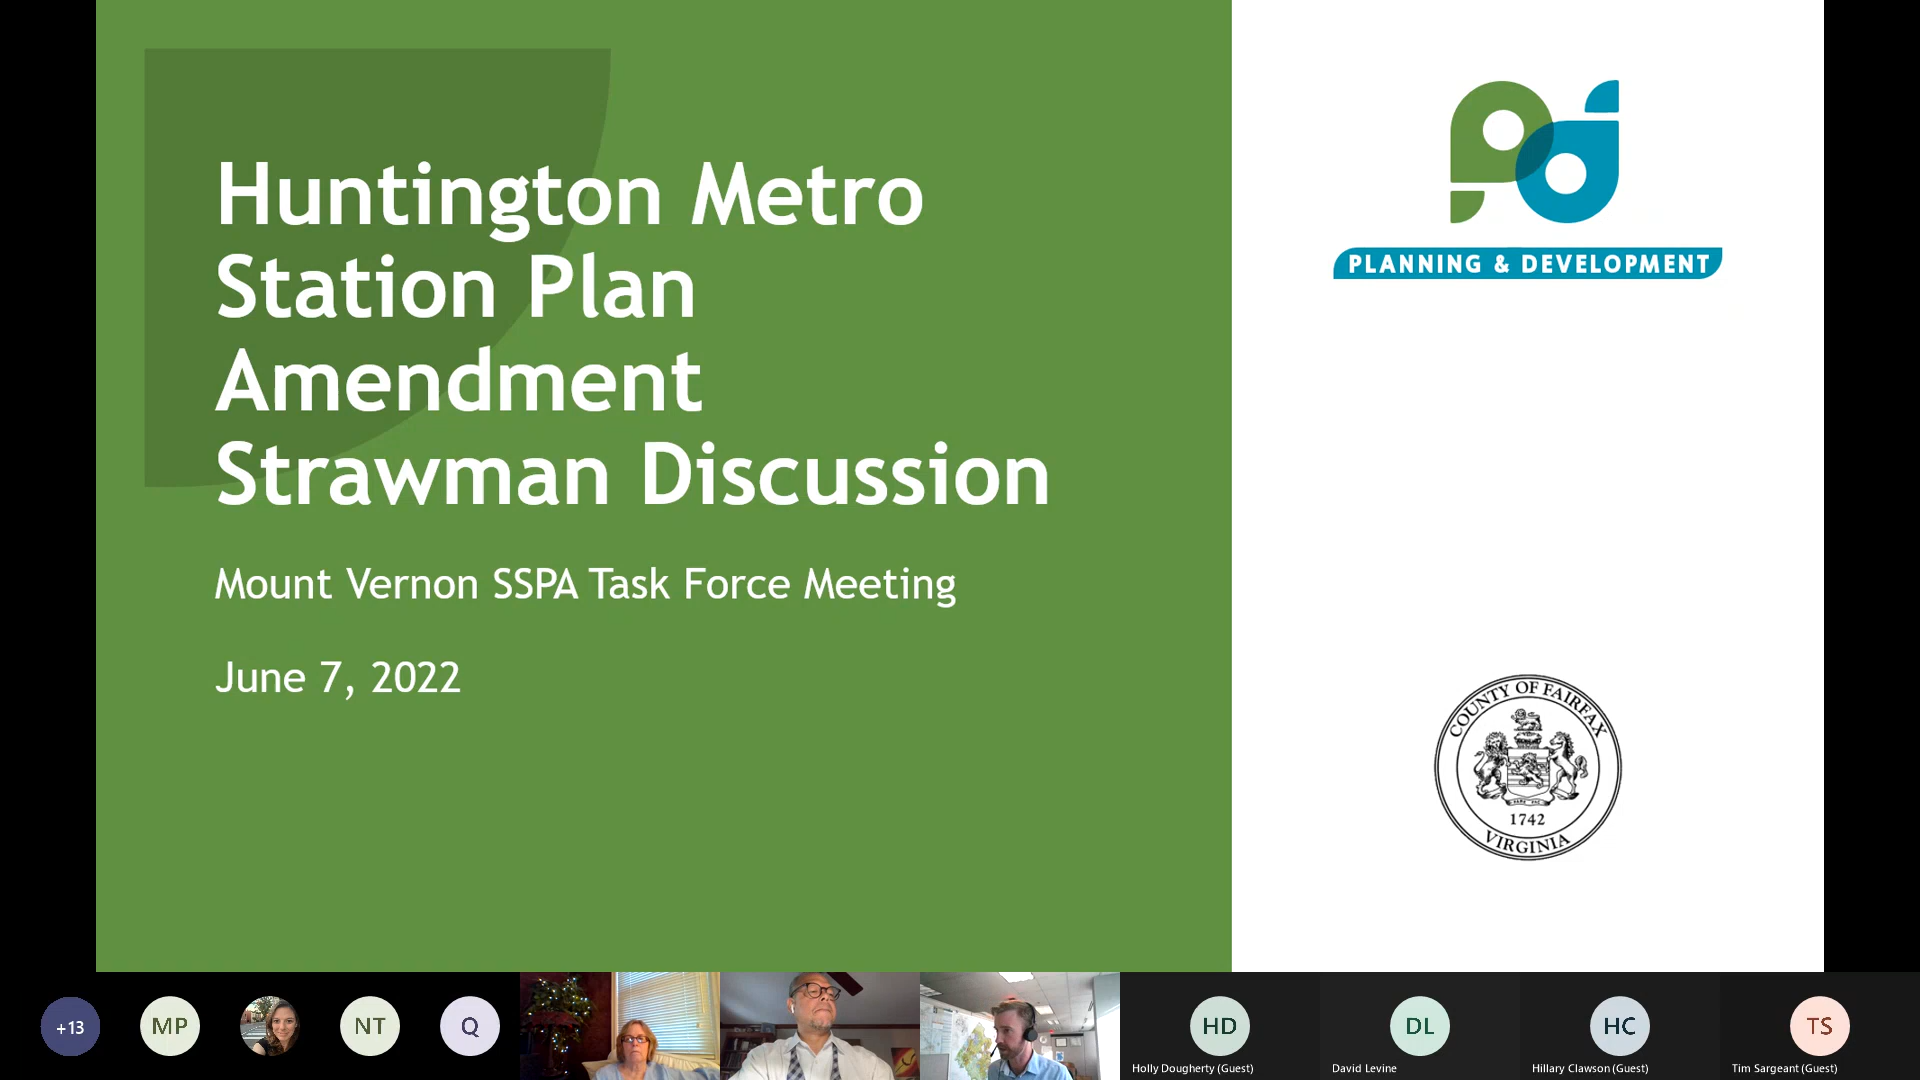 Huntington Metro
Station Plan
Amendment
Strawman Discussion
Mount Vernon SSPA Task Force Meeting
June 7, 2022
PLANNING & DEVELOPMENT
COUNTY OF FAIRFAX
1742
VIRGINIA
+13
MP
NT
Q
HD
DL
HC
TS
Holly Dougherty (Guest)
David Levine
Hillary Clawson (Guest)
Tim Sargeant (Guest)